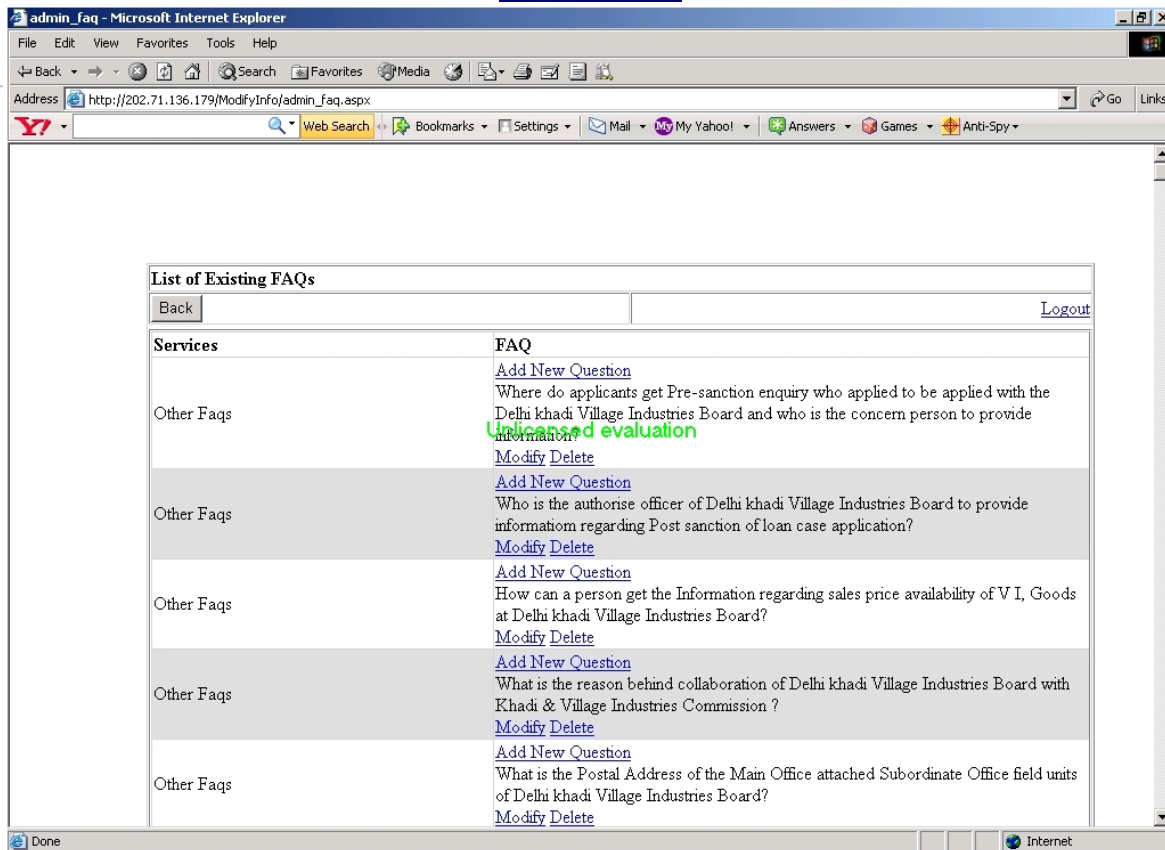 admin_faq - Microsoft Internet Explorer
File Edit View Favorites Tools Help
Back Search Favorites Media
Address http://202.71.136.179/ModifyInfo/admin_faq.aspx Go Links
Y! Web Search Bookmarks Settings Mail My My Yahoo! Answers Games Anti-Spy
List of Existing FAQs
Back Logout
Services FAQ
Add New Question
Where do applicants get Pre-sanction enquiry who applied to be applied with the
Other Faqs
Delhi khadi Village Industries Board and who is the concern person to provide
information?
Unlicensed evaluation
Modify Delete
Add New Question
Other Faqs
Who is the authorise officer of Delhi khadi Village Industries Board to provide
informatiom regarding Post sanction of loan case application?
Modify Delete
Add New Question
Other Faqs
How can a person get the Information regarding sales price availability of V I, Goods
at Delhi khadi Village Industries Board?
Modify Delete
Add New Question
Other Faqs
What is the reason behind collaboration of Delhi khadi Village Industries Board with
Khadi & Village Industries Commission ?
Modify Delete
Add New Question
Other Faqs
What is the Postal Address of the Main Office attached Subordinate Office field units
of Delhi khadi Village Industries Board?
Modify Delete
Done Internet